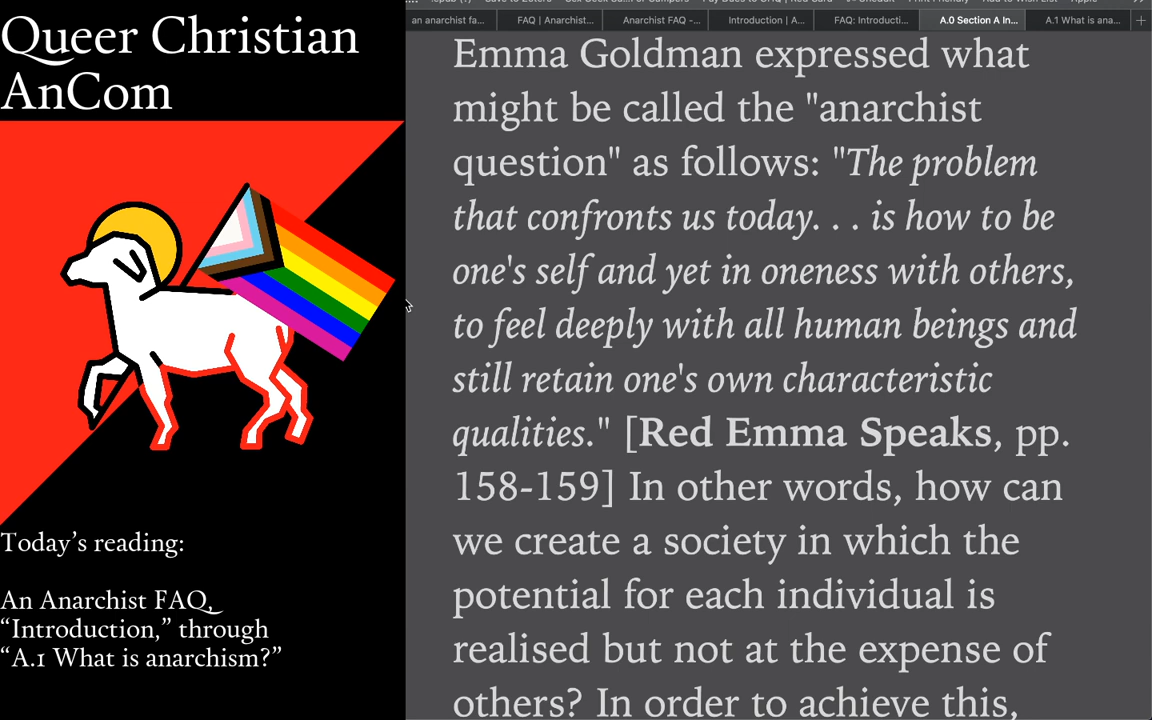 Queer Christian
AnCom
Today's reading:
An Anarchist FAQ,
“Introduction,” through
“A.1 What is anarchism?”
an anarchist fa...
FAQ | Anarchist...
Anarchist FAQ -...
Introduction | A...
FAQ: Introducti...
A.0 Section A In...
A.1 What is ana...
Emma Goldman expressed what
might be called the "anarchist
question" as follows: "The problem
that confronts us today. . . is how to be
one's self and yet in oneness with others,
to feel deeply with all human beings and
still retain one's own characteristic
qualities." [Red Emma Speaks, pp.
158-159] In other words, how can
we create a society in which the
potential for each individual is
realised but not at the expense of
others? In order to achieve this,